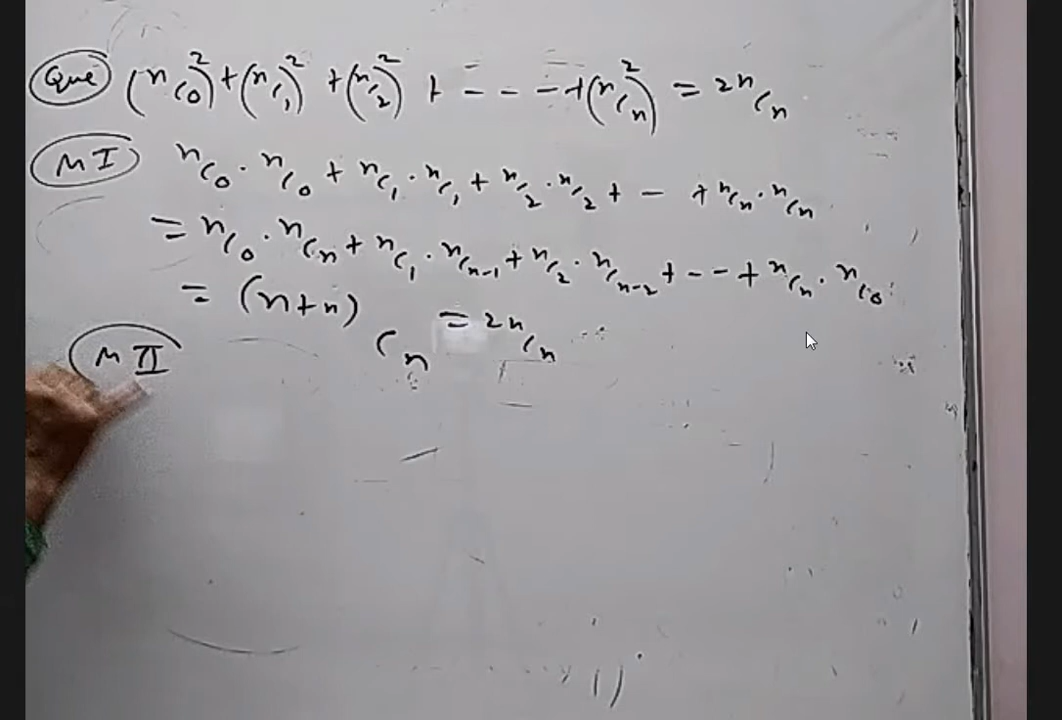 Que (ⁿC₀)² + (ⁿC₁)² + (ⁿC₂)² + - - - + (ⁿCₙ)² = ²ⁿCₙ
M I ⁿC₀ · ⁿC₀ + ⁿC₁ · ⁿC₁ + ⁿC₂ · ⁿC₂ + - + ⁿCₙ · ⁿCₙ
= ⁿC₀ · ⁿCₙ + ⁿC₁ · ⁿCₙ₋₁ + ⁿC₂ · ⁿCₙ₋₂ + - - + ⁿCₙ · ⁿC₀
= ⁽ⁿ⁺ⁿ⁾Cₙ = ²ⁿCₙ
M II